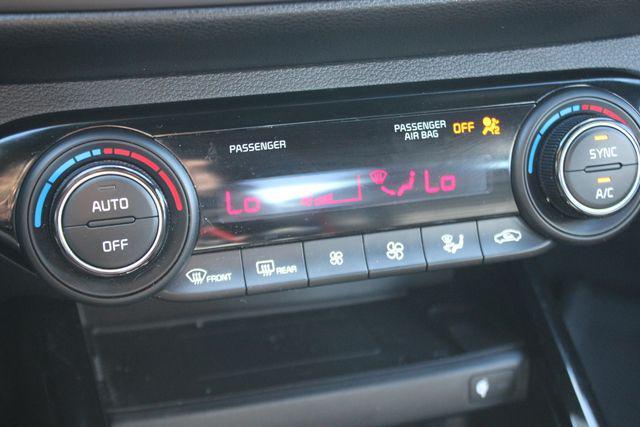 PASSENGER
PASSENGER AIR BAG OFF
Lo
Lo
AUTO
OFF
SYNC
A/C
FRONT
REAR